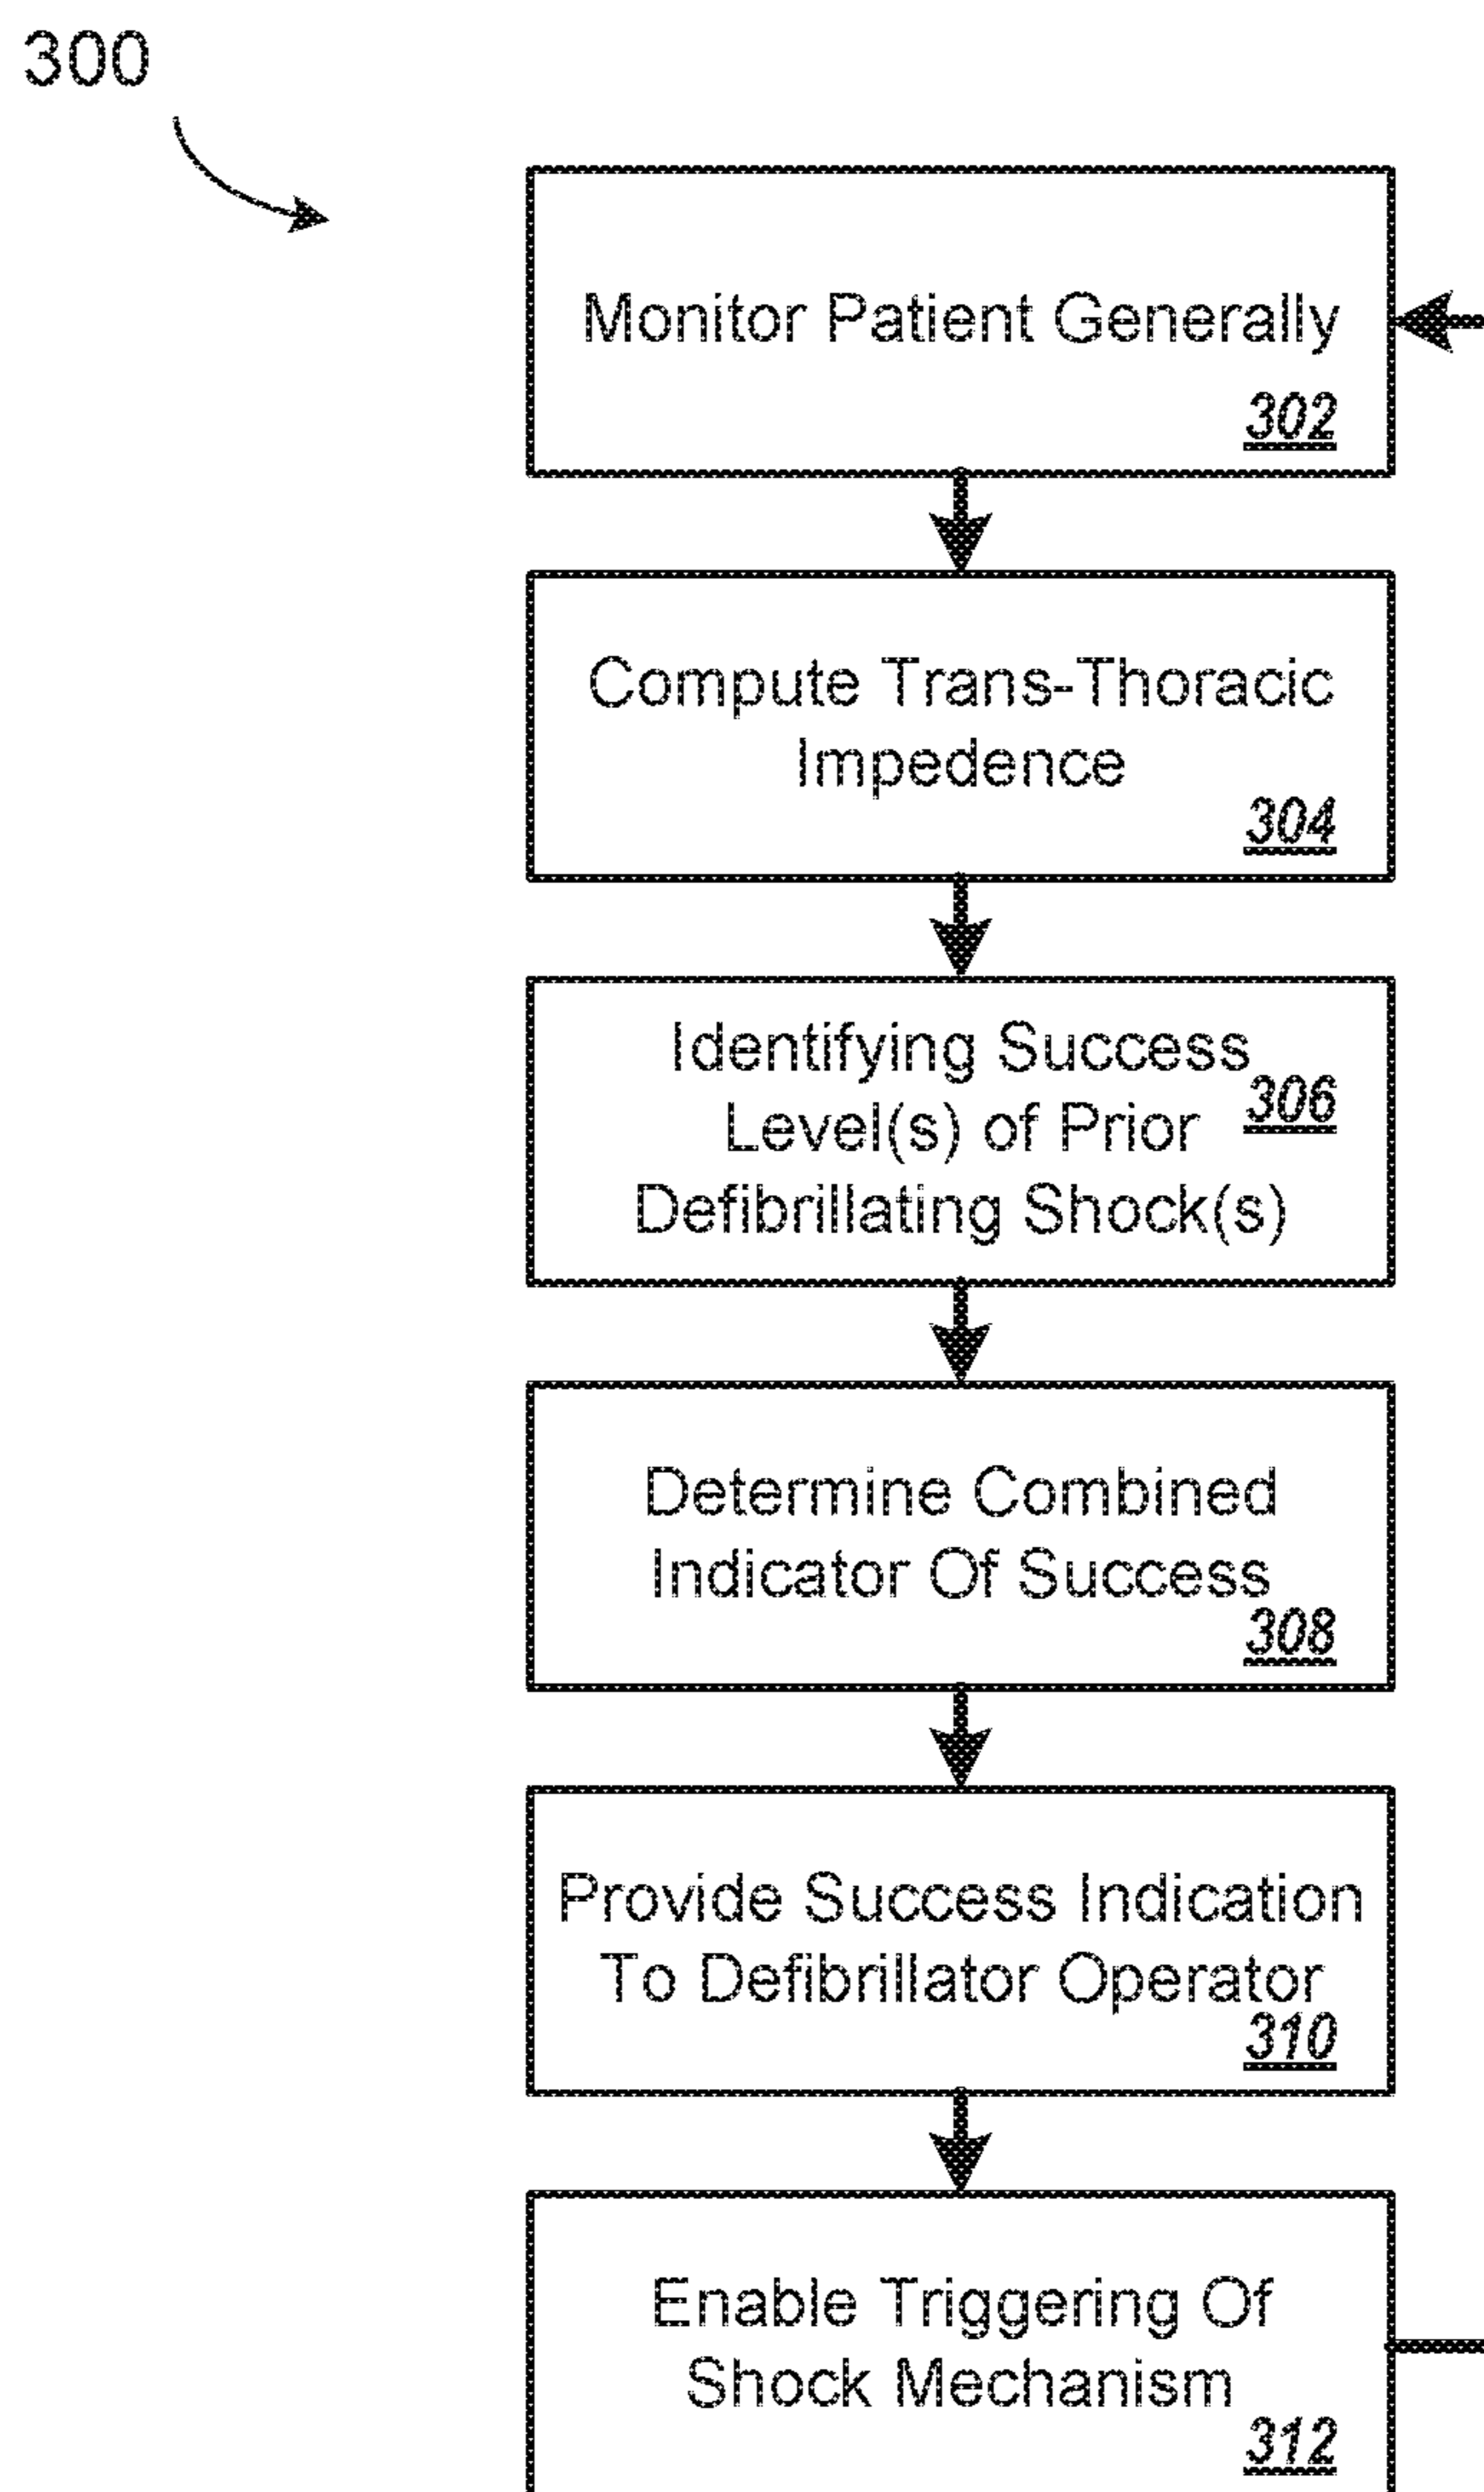 300
Monitor Patient Generally
302
Compute Trans-Thoracic
Impedence
304
Identifying Success
306
Level(s) of Prior
Defibrillating Shock(s)
Determine Combined
Indicator Of Success
308
Provide Success Indication
To Defibrillator Operator
310
Enable Triggering Of
Shock Mechanism
312